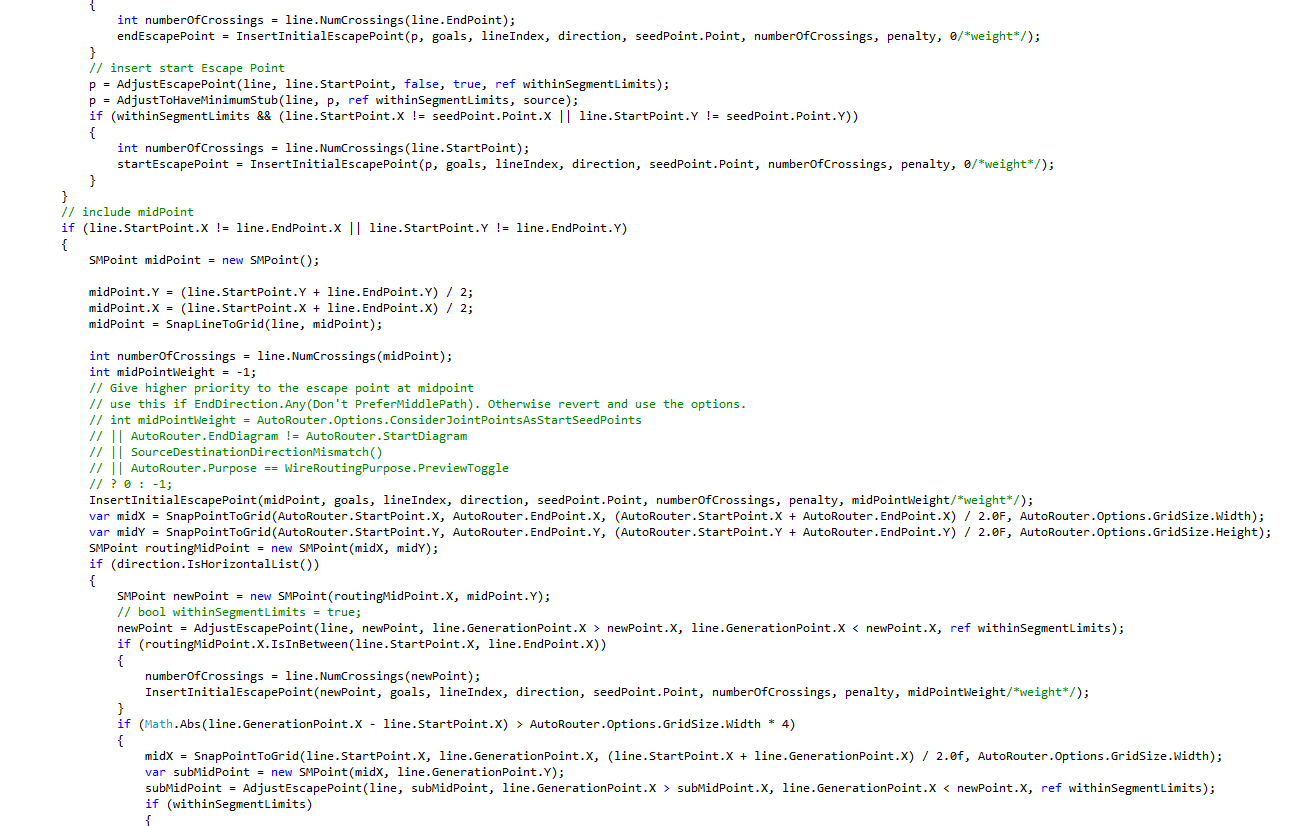 {
int numberOfCrossings = line.NumCrossings(line.EndPoint);
endEscapePoint = InsertInitialEscapePoint(p, goals, lineIndex, direction, seedPoint.Point, numberOfCrossings, penalty, 0/*weight*/);
}
// insert start Escape Point
p = AdjustEscapePoint(line, line.StartPoint, false, true, ref withinSegmentLimits);
p = AdjustToHaveMinimumStub(line, p, ref withinSegmentLimits, source);
if (withinSegmentLimits && (line.StartPoint.X != seedPoint.Point.X || line.StartPoint.Y != seedPoint.Point.Y))
{
int numberOfCrossings = line.NumCrossings(line.StartPoint);
startEscapePoint = InsertInitialEscapePoint(p, goals, lineIndex, direction, seedPoint.Point, numberOfCrossings, penalty, 0/*weight*/);
}
}
// include midPoint
if (line.StartPoint.X != line.EndPoint.X || line.StartPoint.Y != line.EndPoint.Y)
{
SMPoint midPoint = new SMPoint();
midPoint.Y = (line.StartPoint.Y + line.EndPoint.Y) / 2;
midPoint.X = (line.StartPoint.X + line.EndPoint.X) / 2;
midPoint = SnapLineToGrid(line, midPoint);
int numberOfCrossings = line.NumCrossings(midPoint);
int midPointWeight = -1;
// Give higher priority to the escape point at midpoint
// use this if EndDirection.Any(Don't PreferMiddlePath). Otherwise revert and use the options.
// int midPointWeight = AutoRouter.Options.ConsiderJointPointsAsStartSeedPoints
// || AutoRouter.EndDiagram != AutoRouter.StartDiagram
// || SourceDestinationDirectionMismatch()
// || AutoRouter.Purpose == WireRoutingPurpose.PreviewToggle
// ? 0 : -1;
InsertInitialEscapePoint(midPoint, goals, lineIndex, direction, seedPoint.Point, numberOfCrossings, penalty, midPointWeight/*weight*/);
var midX = SnapPointToGrid(AutoRouter.StartPoint.X, AutoRouter.EndPoint.X, (AutoRouter.StartPoint.X + AutoRouter.EndPoint.X) / 2.0F, AutoRouter.Options.GridSize.Width);
var midY = SnapPointToGrid(AutoRouter.StartPoint.Y, AutoRouter.EndPoint.Y, (AutoRouter.StartPoint.Y + AutoRouter.EndPoint.Y) / 2.0F, AutoRouter.Options.GridSize.Height);
SMPoint routingMidPoint = new SMPoint(midX, midY);
if (direction.IsHorizontalList())
{
SMPoint newPoint = new SMPoint(routingMidPoint.X, midPoint.Y);
// bool withinSegmentLimits = true;
newPoint = AdjustEscapePoint(line, newPoint, line.GenerationPoint.X > newPoint.X, line.GenerationPoint.X < newPoint.X, ref withinSegmentLimits);
if (routingMidPoint.X.IsInBetween(line.StartPoint.X, line.EndPoint.X))
{
numberOfCrossings = line.NumCrossings(newPoint);
InsertInitialEscapePoint(newPoint, goals, lineIndex, direction, seedPoint.Point, numberOfCrossings, penalty, midPointWeight/*weight*/);
}
if (Math.Abs(line.GenerationPoint.X - line.StartPoint.X) > AutoRouter.Options.GridSize.Width * 4)
{
midX = SnapPointToGrid(line.StartPoint.X, line.GenerationPoint.X, (line.StartPoint.X + line.GenerationPoint.X) / 2.0f, AutoRouter.Options.GridSize.Width);
var subMidPoint = new SMPoint(midX, line.GenerationPoint.Y);
subMidPoint = AdjustEscapePoint(line, subMidPoint, line.GenerationPoint.X > subMidPoint.X, line.GenerationPoint.X < newPoint.X, ref withinSegmentLimits);
if (withinSegmentLimits)
{